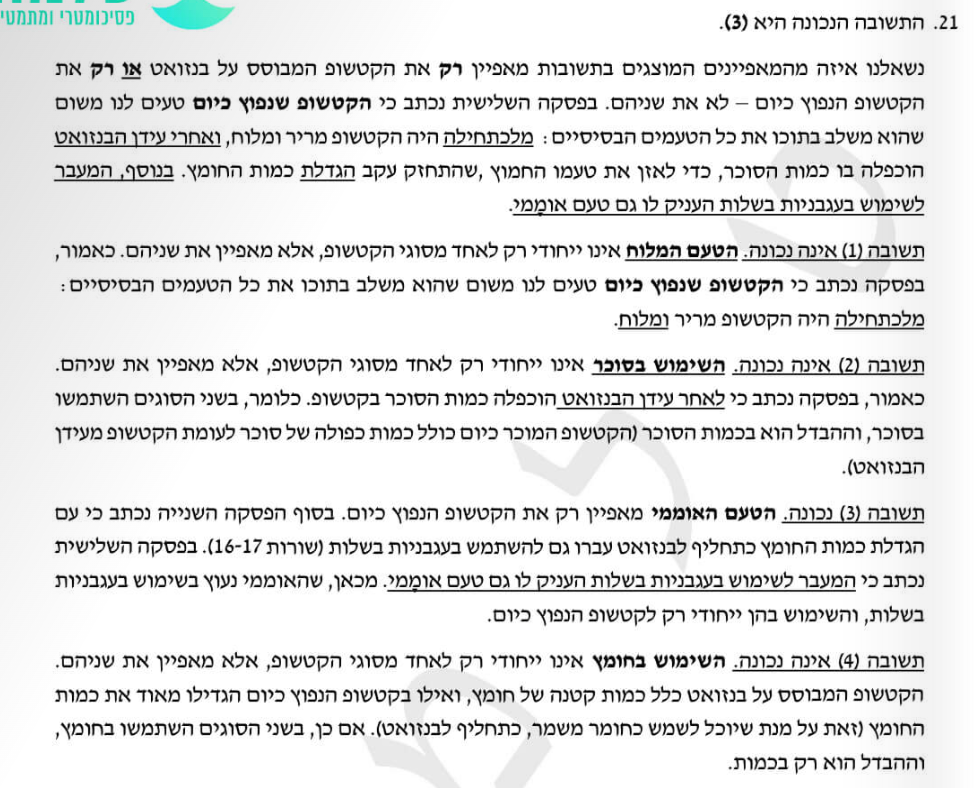 פסיכומטרי ומתמטי
21. התשובה הנכונה היא (3).
נשאלנו איזה מהמאפיינים המוצגים בתשובות מאפיין רק את הקטשופ המבוסס על בנזואט או רק את
הקטשופ הנפוץ כיום – לא את שניהם. בפסקה השלישית נכתב כי הקטשופ שנפוץ כיום טעים לנו משום
שהוא משלב בתוכו את כל הטעמים הבסיסיים: מלכתחילה היה הקטשופ מריר ומלוח, ואחרי עידן הבנזואט
הוכפלה בו כמות הסוכר, כדי לאזן את טעמו החמוץ ,שהתחזק עקב הגדלת כמות החומץ. בנוסף, המעבר
לשימוש בעגבניות בשלות העניק לו גם טעם אוּמָמי.
תשובה (1) אינה נכונה. הטעם המלוח אינו ייחודי רק לאחד מסוגי הקטשופ, אלא מאפיין את שניהם. כאמור,
בפסקה נכתב כי הקטשופ שנפוץ כיום טעים לנו משום שהוא משלב בתוכו את כל הטעמים הבסיסיים:
מלכתחילה היה הקטשופ מריר ומלוח.
תשובה (2) אינה נכונה. השימוש בסוכר אינו ייחודי רק לאחד מסוגי הקטשופ, אלא מאפיין את שניהם.
כאמור, בפסקה נכתב כי לאחר עידן הבנזואט הוכפלה כמות הסוכר בקטשופ. כלומר, בשני הסוגים השתמשו
בסוכר, וההבדל הוא בכמות הסוכר (הקטשופ המוכר כיום כולל כמות כפולה של סוכר לעומת הקטשופ מעידן
הבנזואט).
תשובה (3) נכונה. הטעם האוממי מאפיין רק את הקטשופ הנפוץ כיום. בסוף הפסקה השנייה נכתב כי עם
הגדלת כמות החומץ כתחליף לבנזואט עברו גם להשתמש בעגבניות בשלות (שורות 16-17). בפסקה השלישית
נכתב כי המעבר לשימוש בעגבניות בשלות העניק לו גם טעם אוּמָמי. מכאן, שהאוממי נעוץ בשימוש בעגבניות
בשלות, והשימוש בהן ייחודי רק לקטשופ הנפוץ כיום.
תשובה (4) אינה נכונה. השימוש בחומץ אינו ייחודי רק לאחד מסוגי הקטשופ, אלא מאפיין את שניהם.
הקטשופ המבוסס על בנזואט כלל כמות קטנה של חומץ, ואילו בקטשופ הנפוץ כיום הגדילו מאוד את כמות
החומץ (זאת על מנת שיוכל לשמש כחומר משמר, כתחליף לבנזואט). אם כן, בשני הסוגים השתמשו בחומץ,
וההבדל הוא רק בכמות.